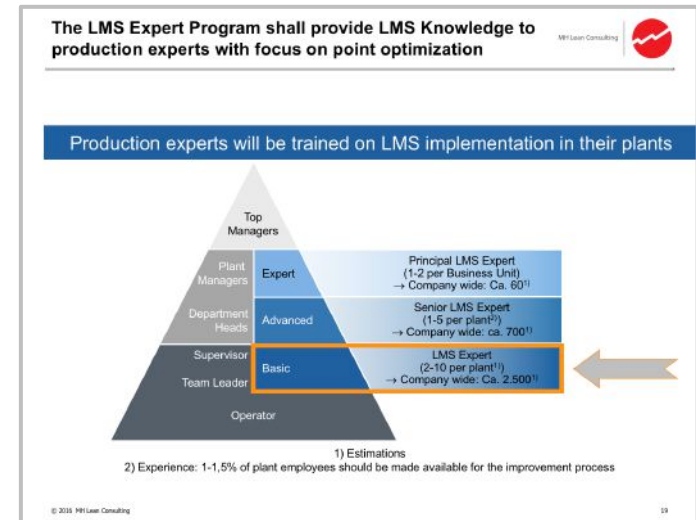 The LMS Expert Program shall provide LMS Knowledge to
production experts with focus on point optimization
MH Lean Consulting
Production experts will be trained on LMS implementation in their plants
Top
Managers
Plant
Managers
Expert
Principal LMS Expert
(1-2 per Business Unit)
→ Company wide: Ca. 60¹⁾
Department
Heads
Advanced
Senior LMS Expert
(1-5 per plant²⁾)
→ Company wide: ca. 700¹⁾
Supervisor
Team Leader
Basic
LMS Expert
(2-10 per plant¹⁾)
→ Company wide: Ca. 2.500¹⁾
Operator
1) Estimations
2) Experience: 1-1,5% of plant employees should be made available for the improvement process
© 2016 MH Lean Consulting
19